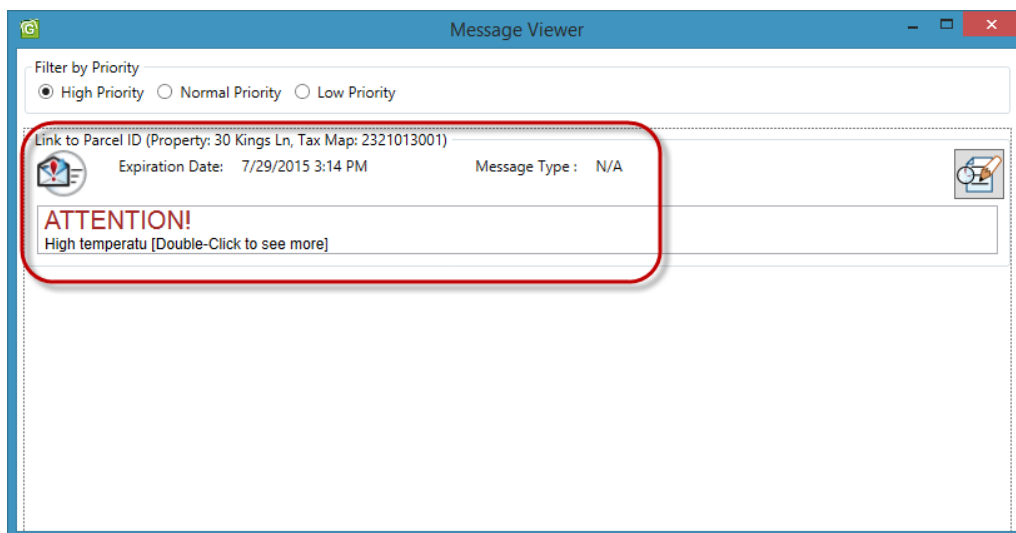 G
Message Viewer
Filter by Priority
High Priority Normal Priority Low Priority
Link to Parcel ID (Property: 30 Kings Ln, Tax Map: 2321013001)
Expiration Date: 7/29/2015 3:14 PM Message Type : N/A
ATTENTION!
High temperatu [Double-Click to see more]